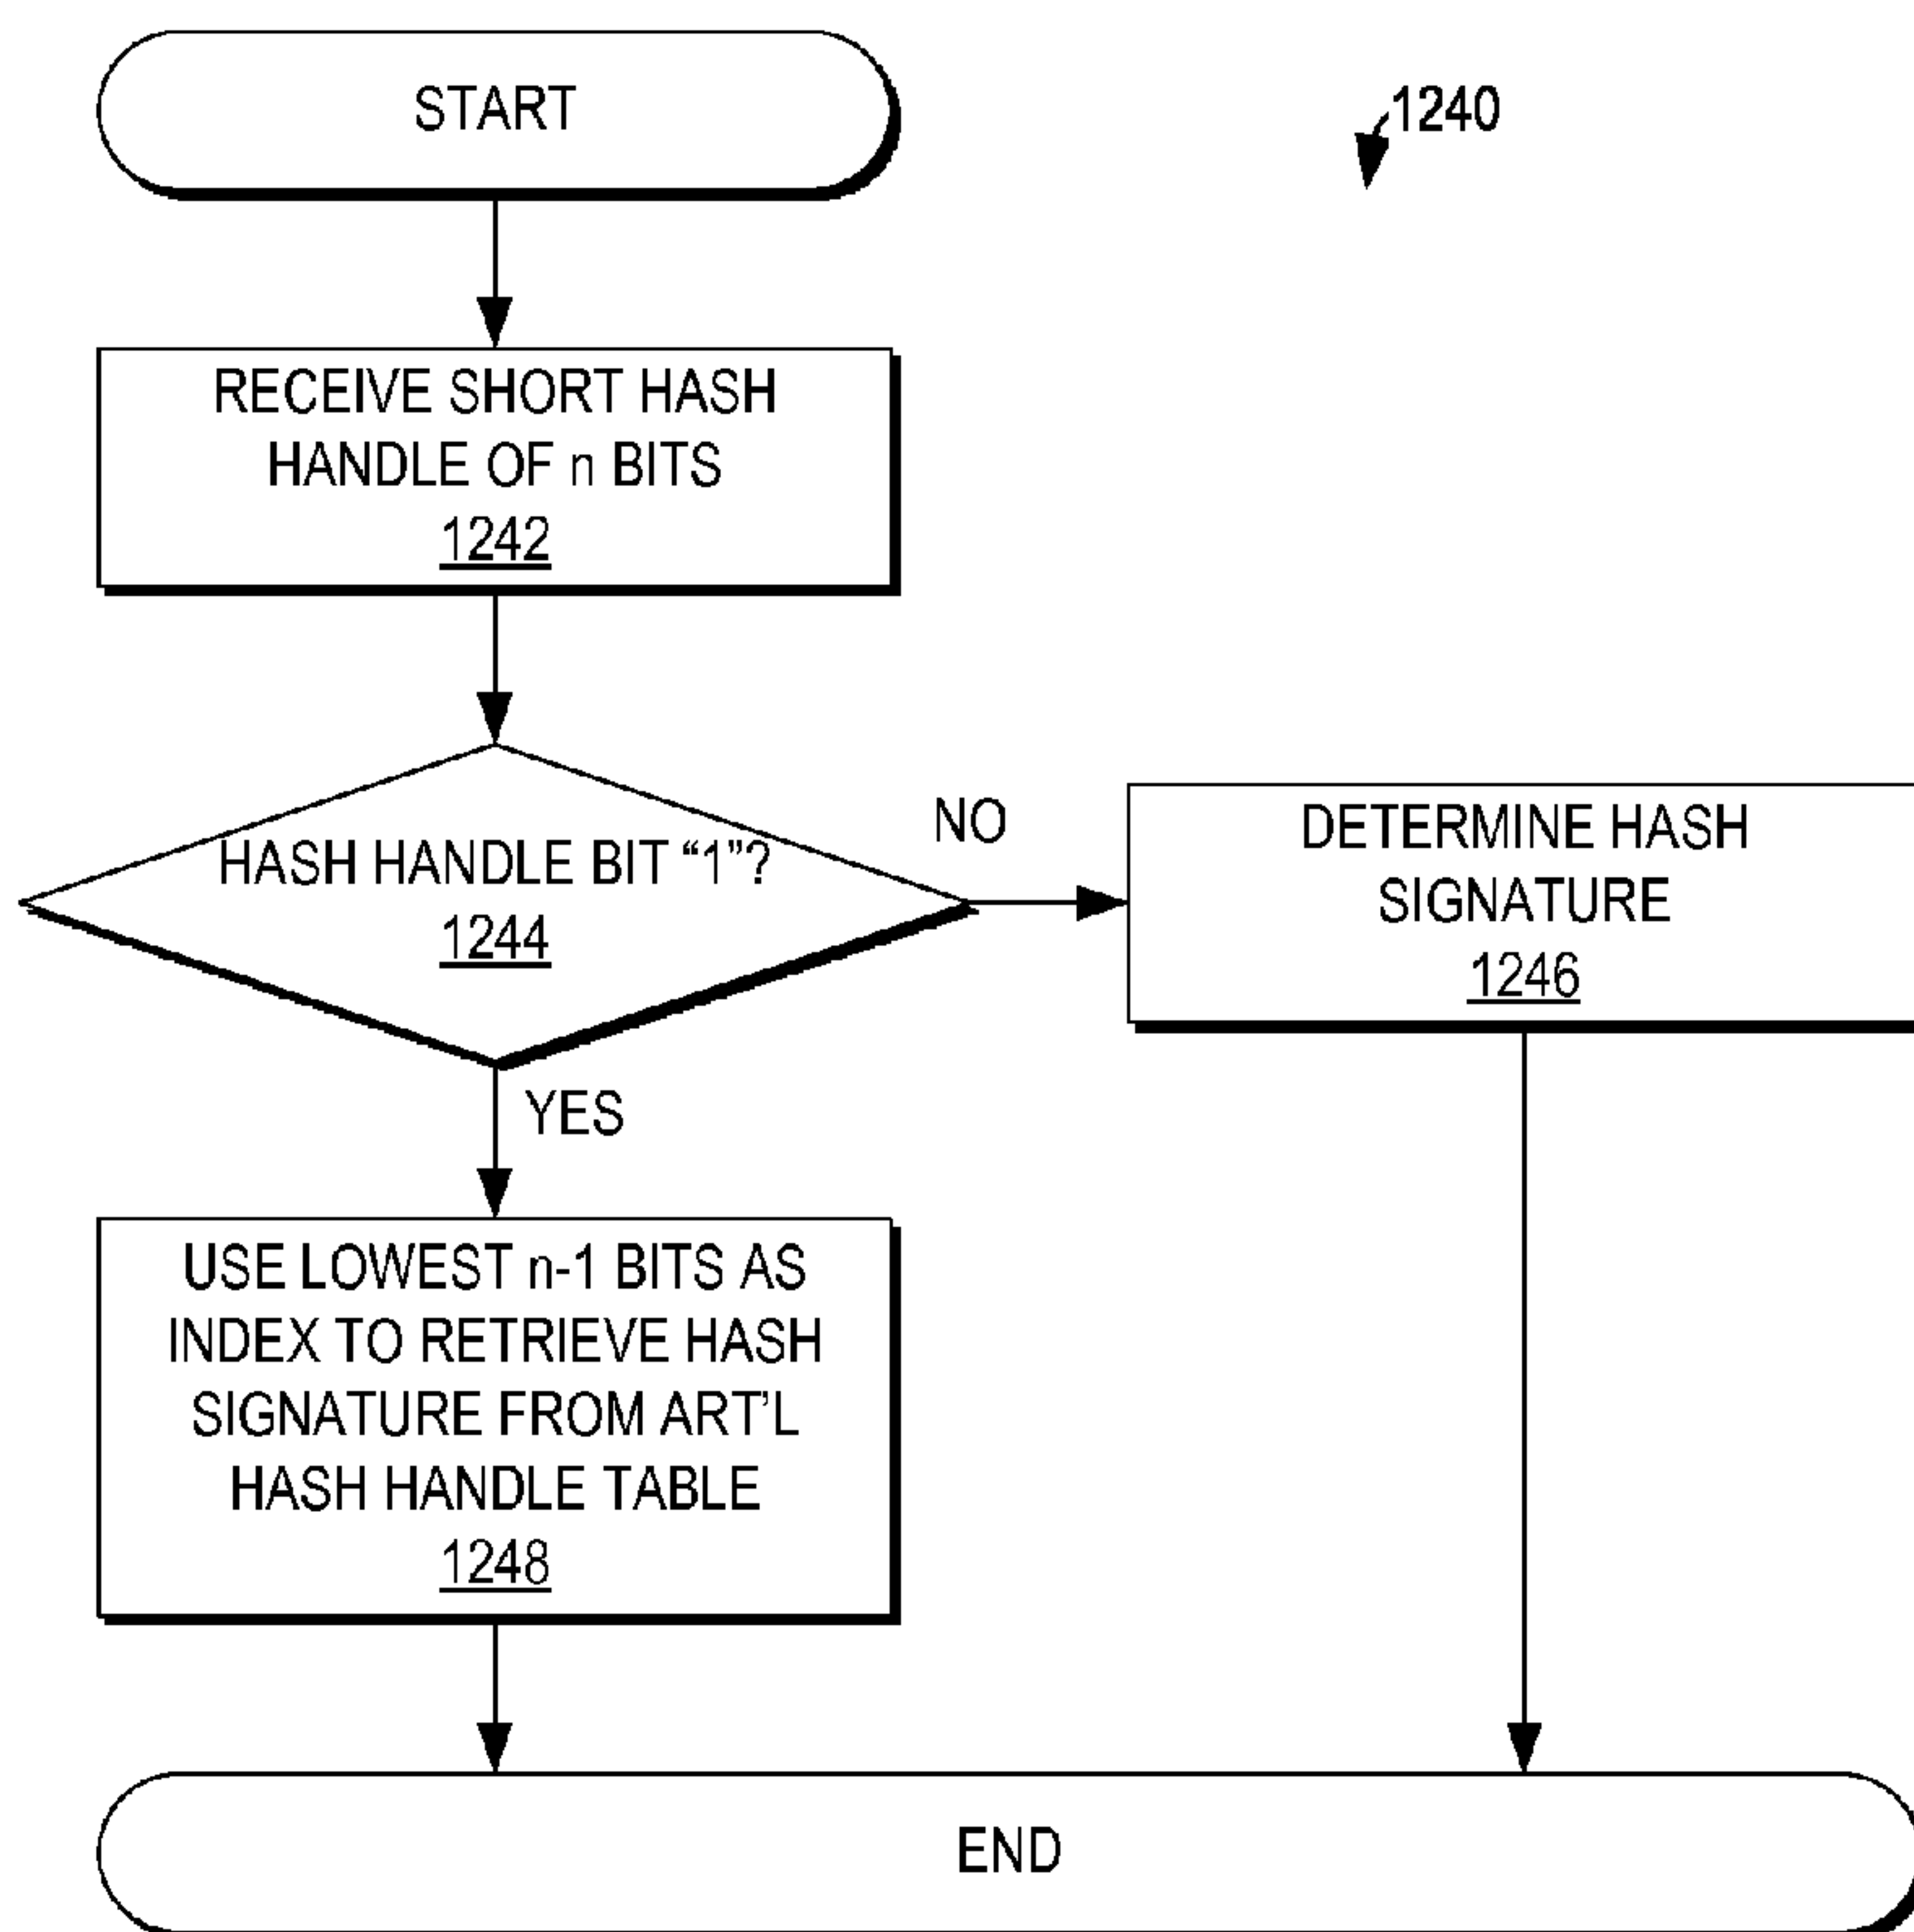 START
1240
RECEIVE SHORT HASH
HANDLE OF n BITS
1242
HASH HANDLE BIT “1”?
1244
NO
DETERMINE HASH
SIGNATURE
1246
YES
USE LOWEST n-1 BITS AS
INDEX TO RETRIEVE HASH
SIGNATURE FROM ART’L
HASH HANDLE TABLE
1248
END